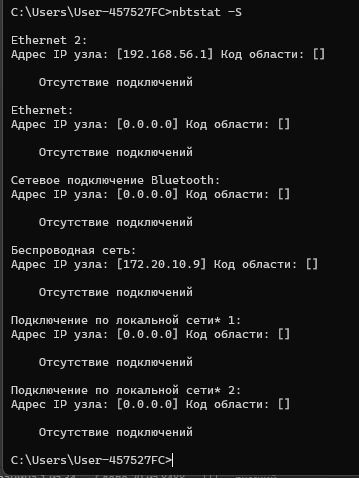 C:\Users\User-457527FC>nbtstat -S
Ethernet 2:
Адрес IP узла: [192.168.56.1] Код области: []
Отсутствие подключений
Ethernet:
Адрес IP узла: [0.0.0.0] Код области: []
Отсутствие подключений
Сетевое подключение Bluetooth:
Адрес IP узла: [0.0.0.0] Код области: []
Отсутствие подключений
Беспроводная сеть:
Адрес IP узла: [172.20.10.9] Код области: []
Отсутствие подключений
Подключение по локальной сети* 1:
Адрес IP узла: [0.0.0.0] Код области: []
Отсутствие подключений
Подключение по локальной сети* 2:
Адрес IP узла: [0.0.0.0] Код области: []
Отсутствие подключений
C:\Users\User-457527FC>